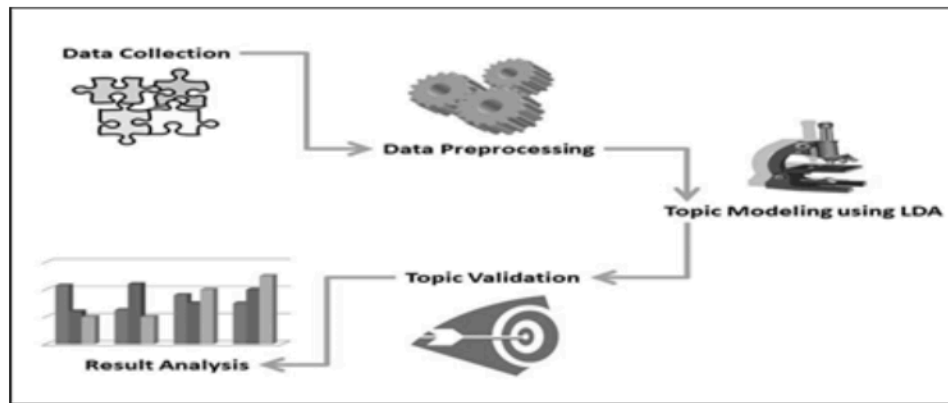 Data Collection
Data Preprocessing
Topic Modeling using LDA
Topic Validation
Result Analysis